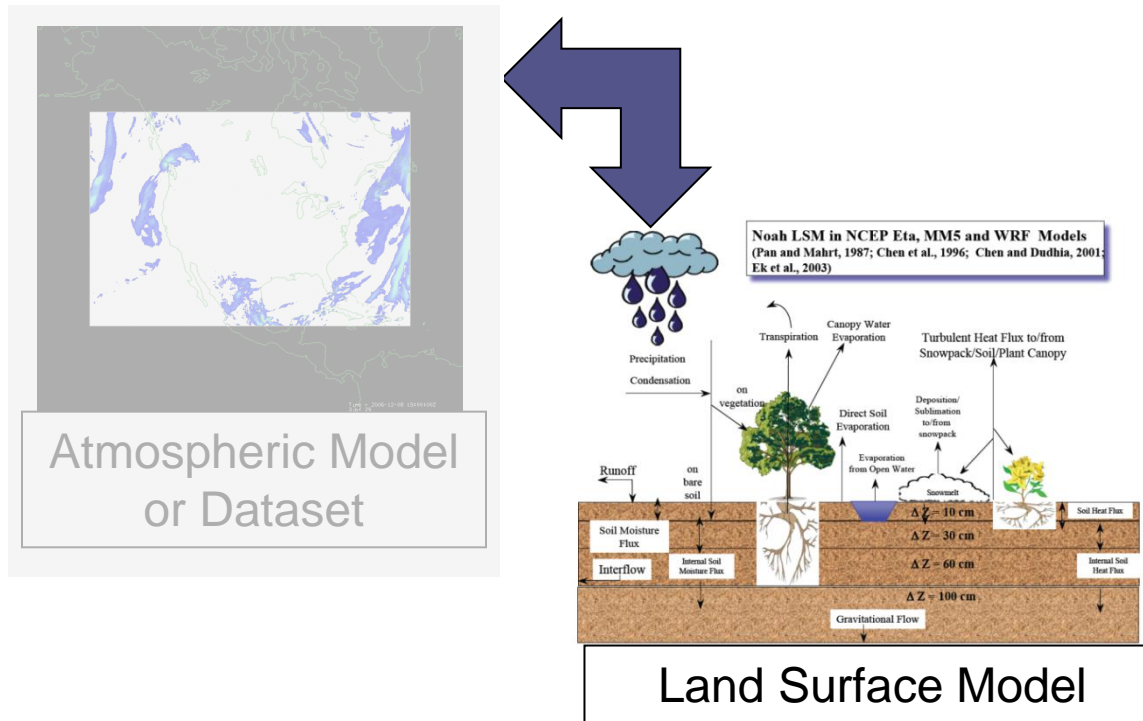 Atmospheric Model
or Dataset
Noah LSM in NCEP Eta, MM5 and WRF Models
(Pan and Mahrt, 1987; Chen et al., 1996; Chen and Dudhia, 2001;
Ek et al., 2003)
Precipitation
Condensation
Transpiration
Canopy Water
Evaporation
Turbulent Heat Flux to/from
Snowpack/Soil/Plant Canopy
on
vegetation
Direct Soil
Evaporation
Deposition/
Sublimation
to/from
snowpack
Evaporation
from Open Water
Runoff
on
bare
soil
Snowmelt
Δ Z = 10 cm
Soil Heat Flux
Soil Moisture
Flux
Δ Z = 30 cm
Interflow
Internal Soil
Moisture Flux
Δ Z = 60 cm
Internal Soil
Heat Flux
Δ Z = 100 cm
Gravitational Flow
Land Surface Model